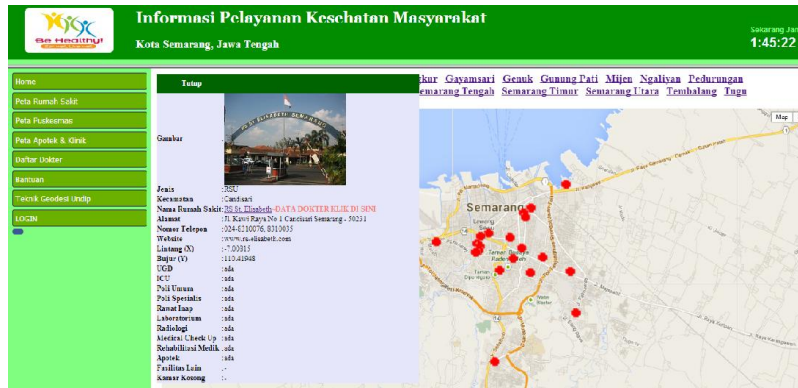 Be Healthy!
Informasi Pelayanan Kesehatan Masyarakat
Kota Semarang, Jawa Tengah
Sekarang Jam
1:45:22
Home
Peta Rumah Sakit
Peta Puskesmas
Peta Apotek & Klinik
Daftar Dokter
Bantuan
Teknik Geodesi Undip
LOGIN
Tutup
Gayamsari Genuk Gunung Pati Mijen Ngaliyan Pedurungan
Semarang Tengah Semarang Timur Semarang Utara Tembalang Tugu
Gambar :
Jenis :RSU
Kecamatan :Candisari
Nama Rumah Sakit:RS St. Elisabeth-DATA DOKTER KLIK DI SINI
Alamat :Jl. Kawi Raya No 1 Candisari Semarang - 50231
Nomor Telepon :024-8310076, 8310035
Website :www.rs-elisabeth.com
Lintang (X) :-7.00815
Bujur (Y) :110.41948
UGD :ada
ICU :ada
Poli Umum :ada
Poli Spesialis :ada
Rawat Inap :ada
Laboratorium :ada
Radiologi :ada
Medical Check Up :ada
Rehabilitasi Medik :ada
Apotek :ada
Fasilitas Lain :-
Kamar Kosong :-
Map
Semarang